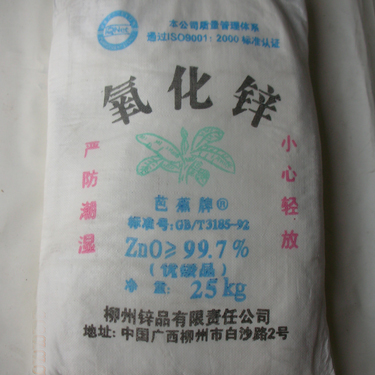 本公司质量管理体系
通过ISO9001：2000标准认证
氧化锌
严防潮湿
小心轻放
芭蕉牌®
标准号:GB/T3185-92
ZnO≥99.7%
(优级品)
净重: 25kg
柳州锌品有限责任公司
地址: 中国广西柳州市白沙路2号